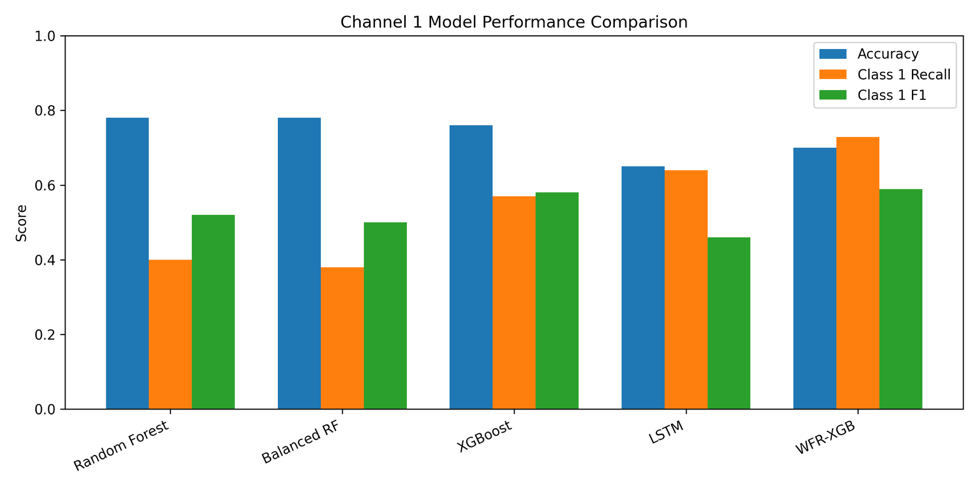 Channel 1 Model Performance Comparison
1.0
0.8
0.6
0.4
0.2
0.0
Score
Accuracy
Class 1 Recall
Class 1 F1
Random Forest
Balanced RF
XGBoost
LSTM
WFR-XGB